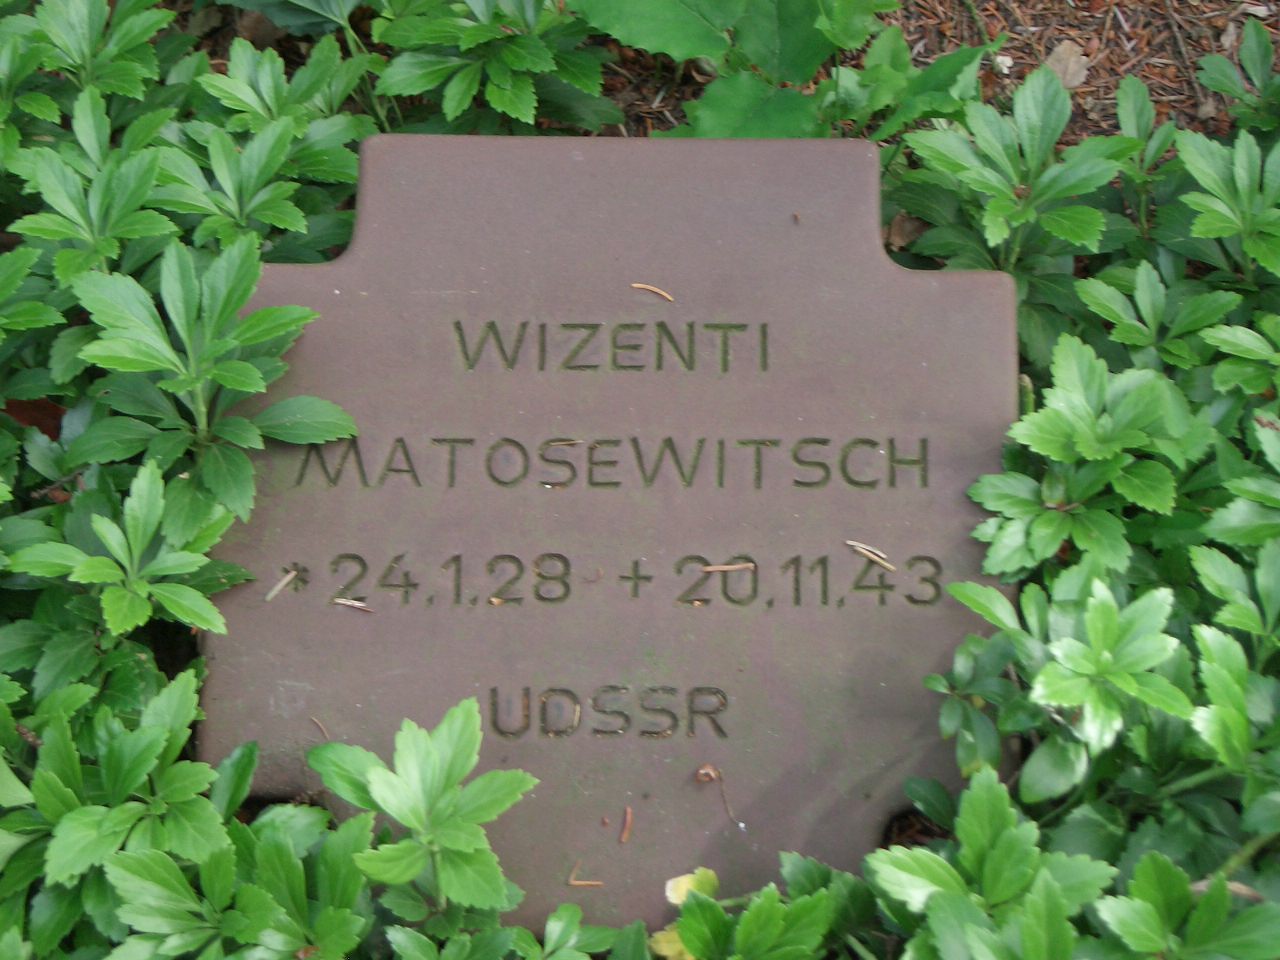 WIZENTI
MATOSEWITSCH
* 24.1.28 + 20.11.43
UDSSR